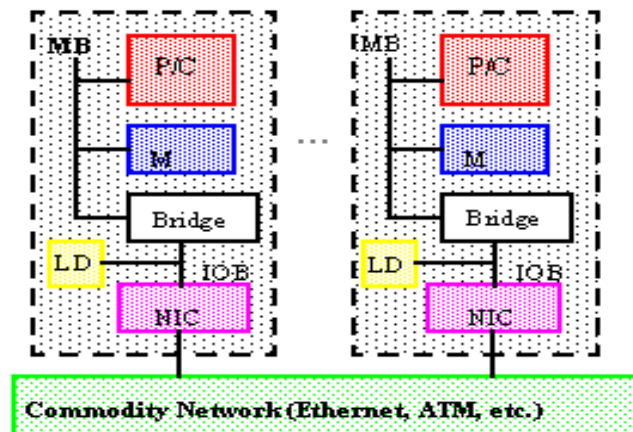 MB
P/C
M
Bridge
LD
IOB
NIC
...
MB
P/C
M
Bridge
LD
IOB
NIC
Commodity Network (Ethernet, ATM, etc.)